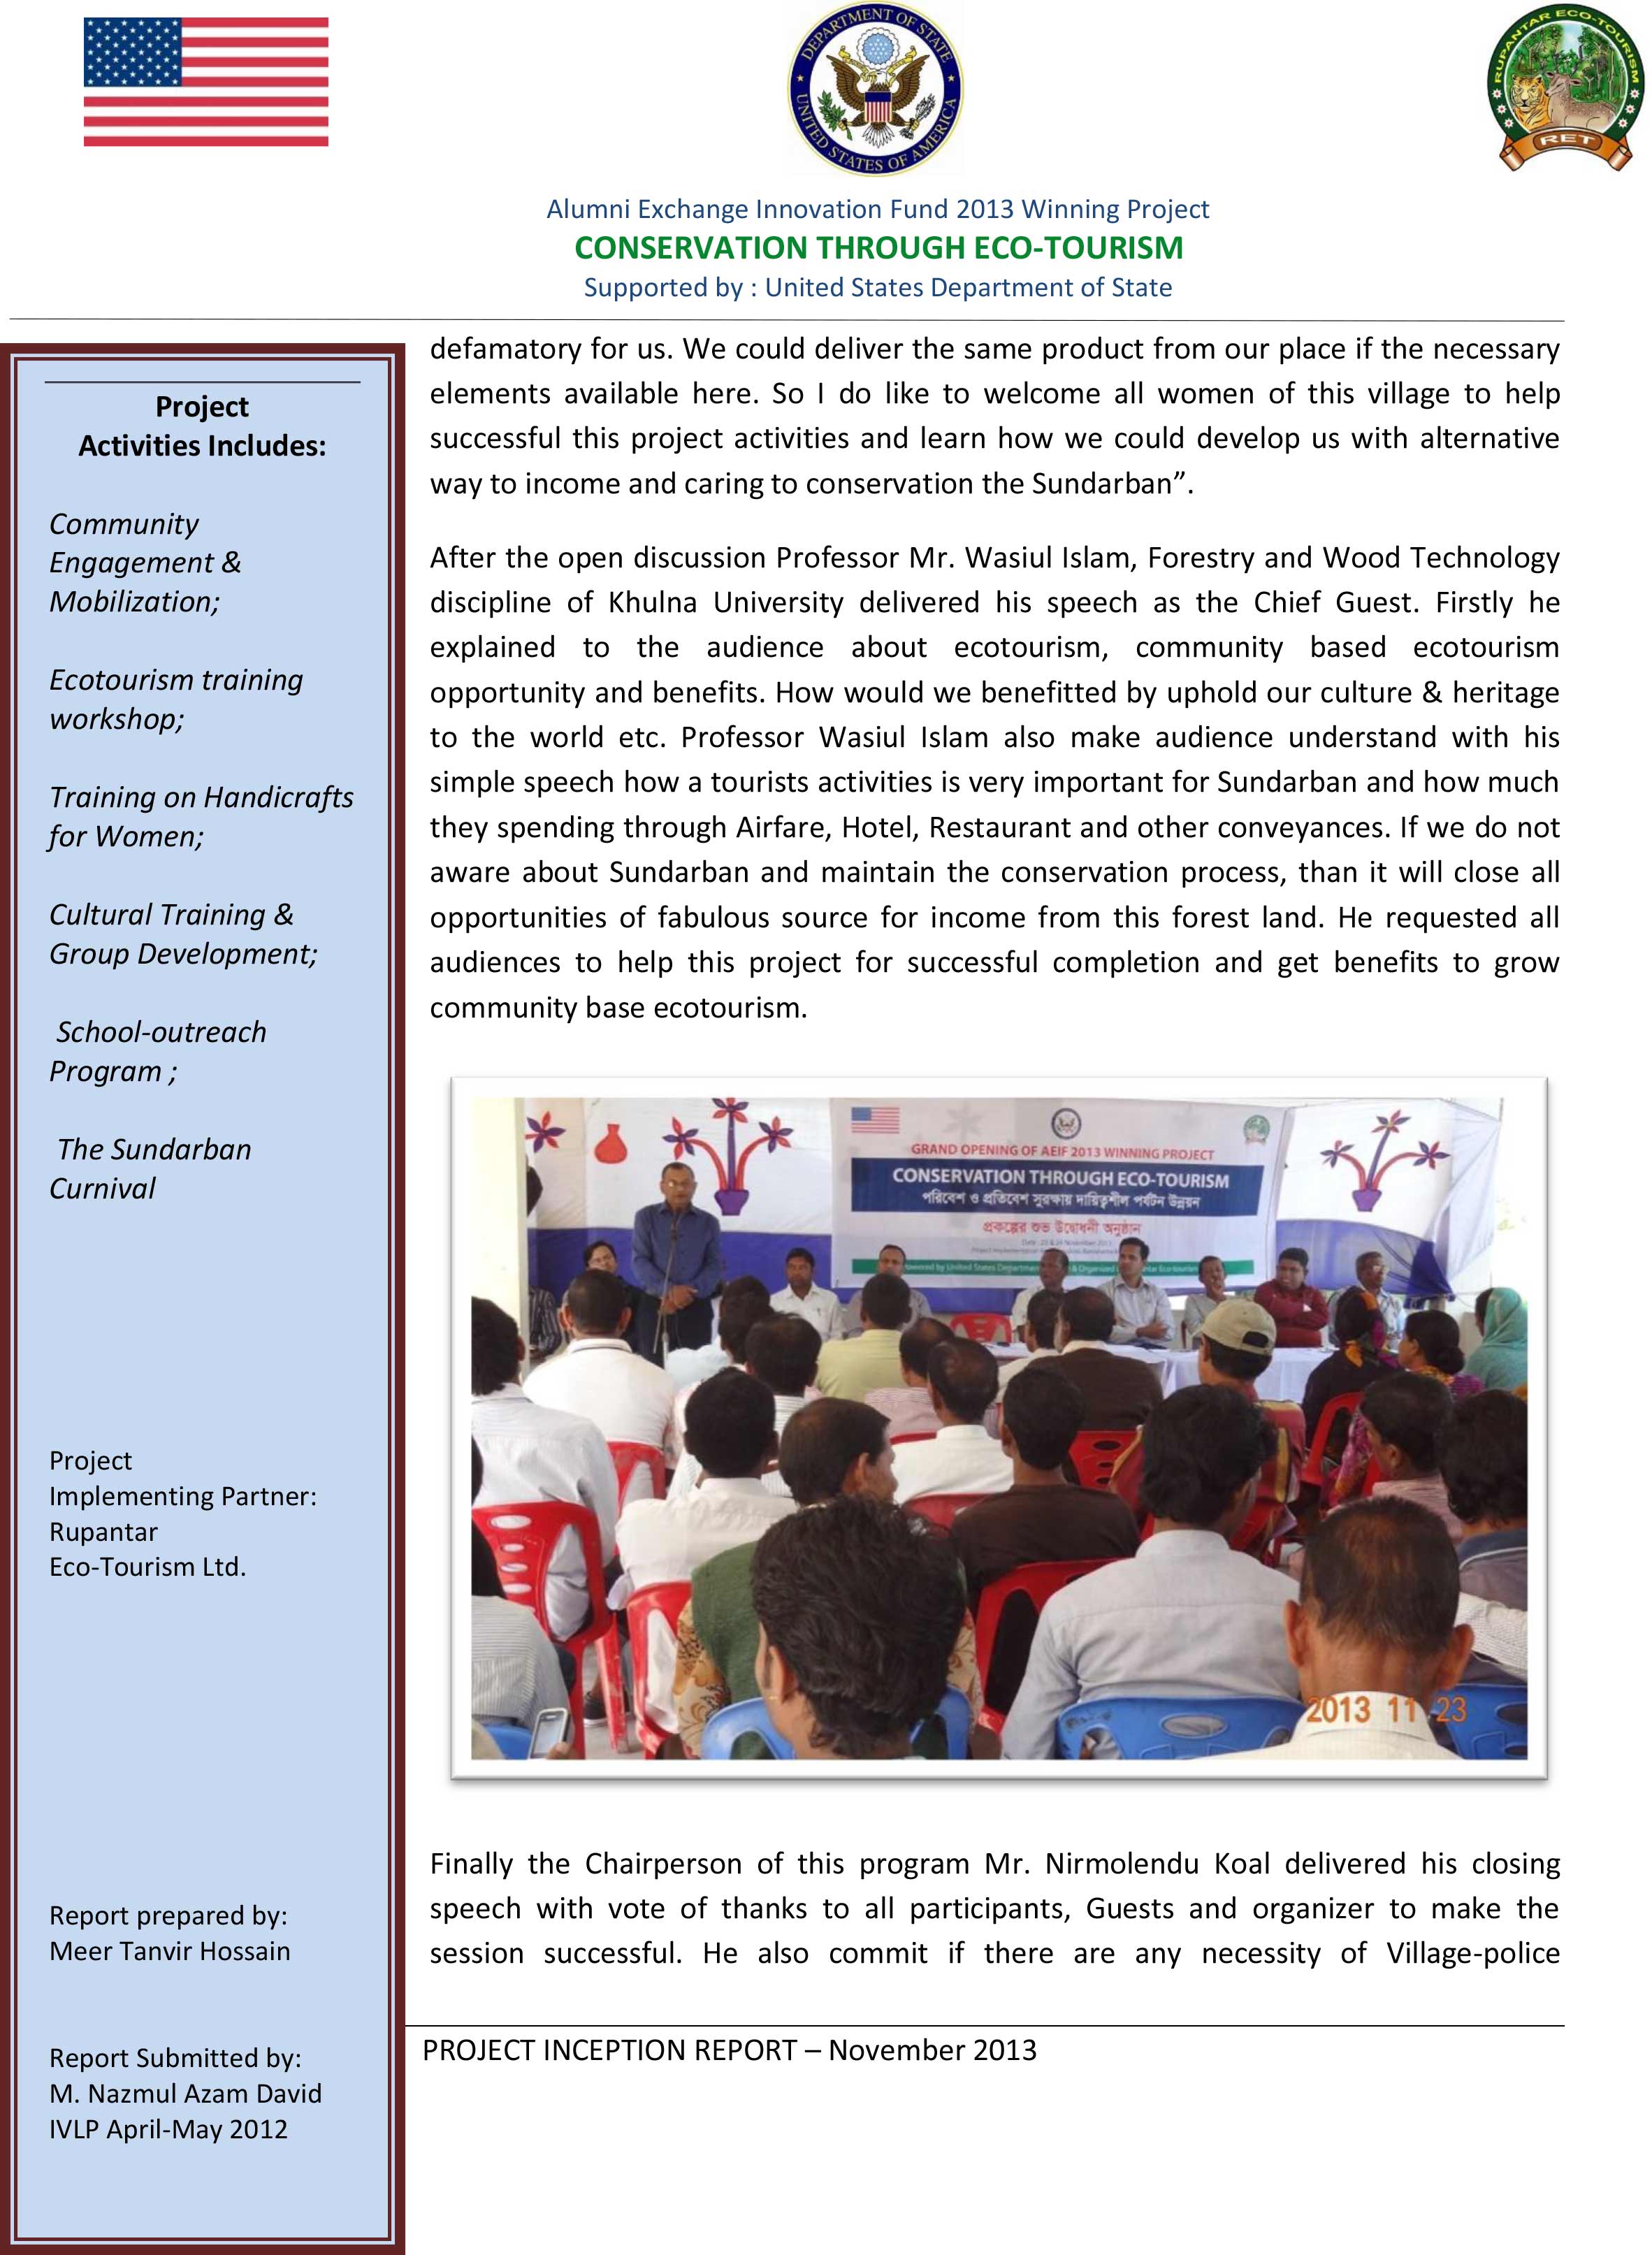 DEPARTMENT OF STATE
UNITED STATES OF AMERICA
RUPANTAR ECO-TOURISM
RET
Alumni Exchange Innovation Fund 2013 Winning Project
CONSERVATION THROUGH ECO-TOURISM
Supported by : United States Department of State
Project
Activities Includes:
Community
Engagement &
Mobilization;
Ecotourism training
workshop;
Training on Handicrafts
for Women;
Cultural Training &
Group Development;
School-outreach
Program ;
The Sundarban
Curnival
Project
Implementing Partner:
Rupantar
Eco-Tourism Ltd.
Report prepared by:
Meer Tanvir Hossain
Report Submitted by:
M. Nazmul Azam David
IVLP April-May 2012
defamatory for us. We could deliver the same product from our place if the necessary
elements available here. So I do like to welcome all women of this village to help
successful this project activities and learn how we could develop us with alternative
way to income and caring to conservation the Sundarban”.
After the open discussion Professor Mr. Wasiul Islam, Forestry and Wood Technology
discipline of Khulna University delivered his speech as the Chief Guest. Firstly he
explained to the audience about ecotourism, community based ecotourism
opportunity and benefits. How would we benefitted by uphold our culture & heritage
to the world etc. Professor Wasiul Islam also make audience understand with his
simple speech how a tourists activities is very important for Sundarban and how much
they spending through Airfare, Hotel, Restaurant and other conveyances. If we do not
aware about Sundarban and maintain the conservation process, than it will close all
opportunities of fabulous source for income from this forest land. He requested all
audiences to help this project for successful completion and get benefits to grow
community base ecotourism.
GRAND OPENING OF AEIF 2013 WINNING PROJECT
CONSERVATION THROUGH ECO-TOURISM
পরিবেশ ও প্রতিবেশ সুরক্ষায় দায়িত্বশীল পর্যটন উন্নয়ন
প্রকল্পের শুভ উদ্বোধনী অনুষ্ঠান
2013 11 23
Finally the Chairperson of this program Mr. Nirmolendu Koal delivered his closing
speech with vote of thanks to all participants, Guests and organizer to make the
session successful. He also commit if there are any necessity of Village-police
PROJECT INCEPTION REPORT – November 2013